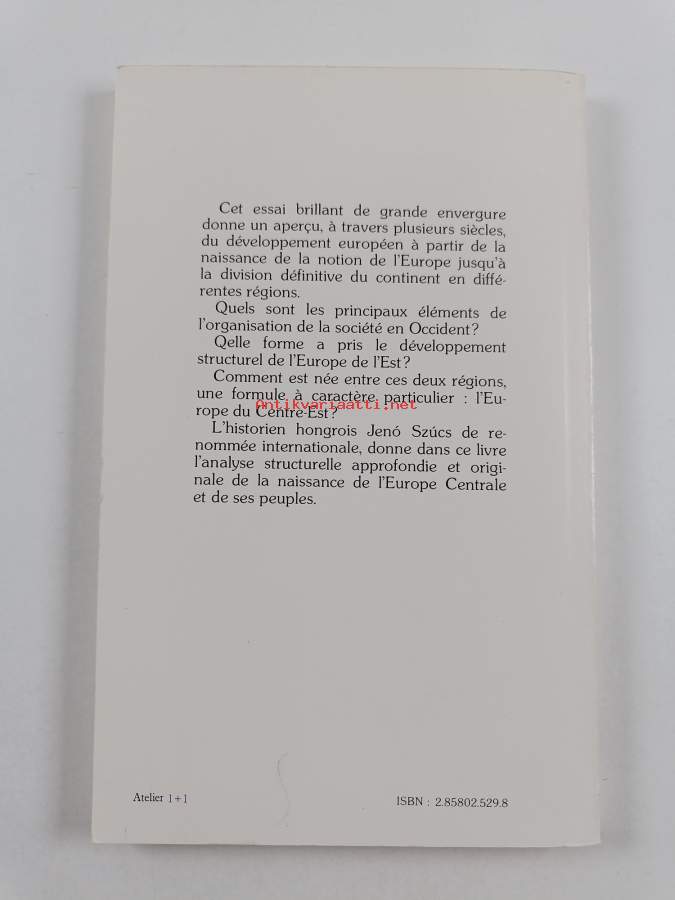 Cet essai brillant de grande envergure
donne un aperçu, à travers plusieurs siècles,
du développement européen à partir de la
naissance de la notion de l'Europe jusqu'à
la division définitive du continent en diffé-
rentes régions.
Quels sont les principaux éléments de
l'organisation de la société en Occident?
Qelle forme a pris le développement
structurel de l'Europe de l'Est?
Comment est née entre ces deux régions,
une formule à caractère particulier : l'Eu-
Antikvariaatti.net
rope du Centre-Est?
L'historien hongrois Jenó Szúcs de re-
nommée internationale, donne dans ce livre
l'analyse structurelle approfondie et origi-
nale de la naissance de l'Europe Centrale
et de ses peuples.
Atelier 1+1
ISBN : 2.85802.529.8